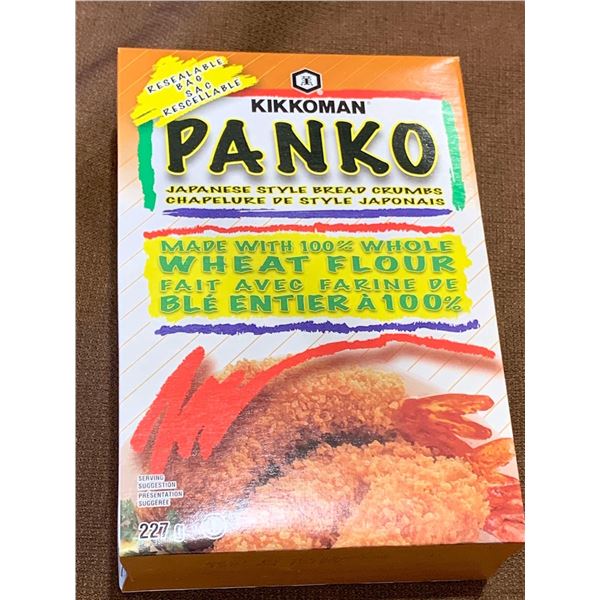 RESEALABLE
BAG
SAC
RESCELLABLE
KIKKOMAN®
PANKO
JAPANESE STYLE BREAD CRUMBS
CHAPELURE DE STYLE JAPONAIS
MADE WITH 100% WHOLE
WHEAT FLOUR
FAIT AVEC FARINE DE
BLÉ ENTIER À 100%
SERVING
SUGGESTION
PRÉSENTATION
SUGGÉRÉE
227 g